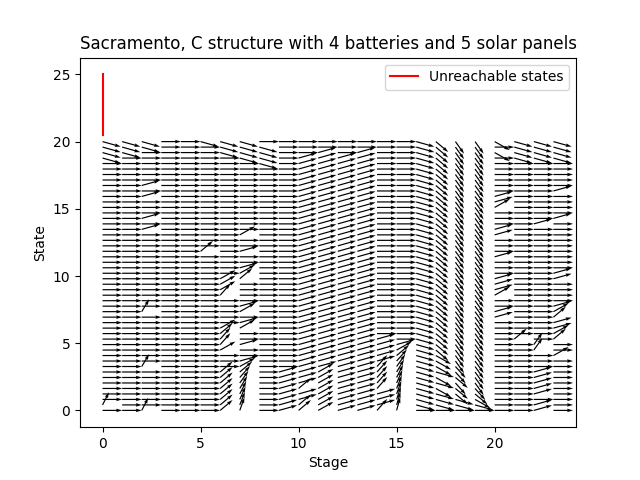 Sacramento, C structure with 4 batteries and 5 solar panels
Unreachable states
25
20
15
10
5
0
State
0 5 10 15 20
Stage